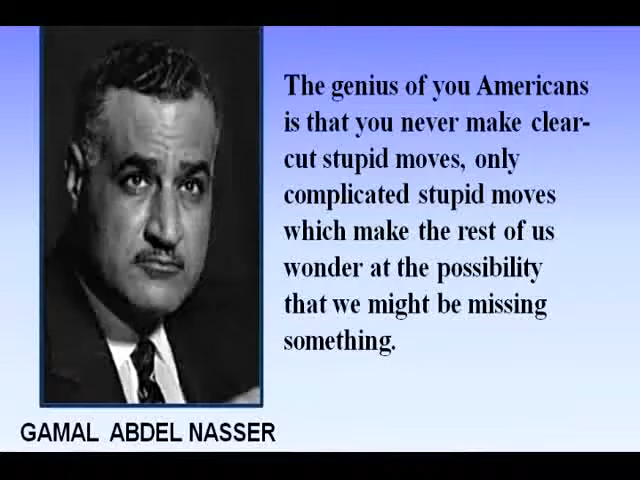 The genius of you Americans
is that you never make clear-
cut stupid moves, only
complicated stupid moves
which make the rest of us
wonder at the possibility
that we might be missing
something.
GAMAL ABDEL NASSER